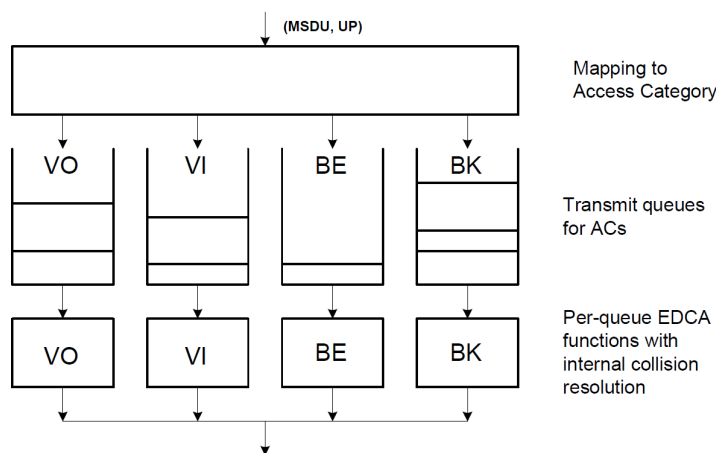 (MSDU, UP)
Mapping to
Access Category
VO VI BE BK
Transmit queues
for ACs
Per-queue EDCA
functions with
internal collision
resolution
VO VI BE BK